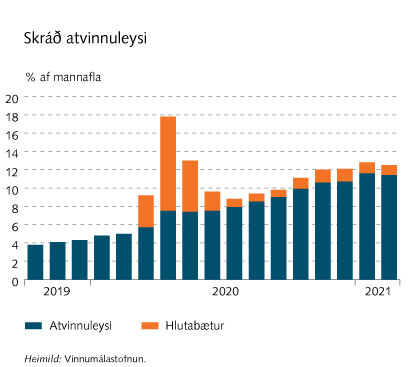 Skráð atvinnuleysi
% af mannafla
20
18
16
14
12
10
8
6
4
2
0
2019 2020 2021
Atvinnuleysi Hlutabætur
Heimild: Vinnumálastofnun.